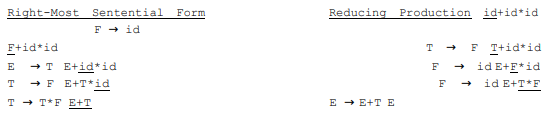 Right-Most Sentential Form Reducing Production id+id*id
F → id
F+id*id T → F T+id*id
E → T E+id*id F → id E+F*id
T → F E+T*id F → id E+T*F
T → T*F E+T E → E+T E